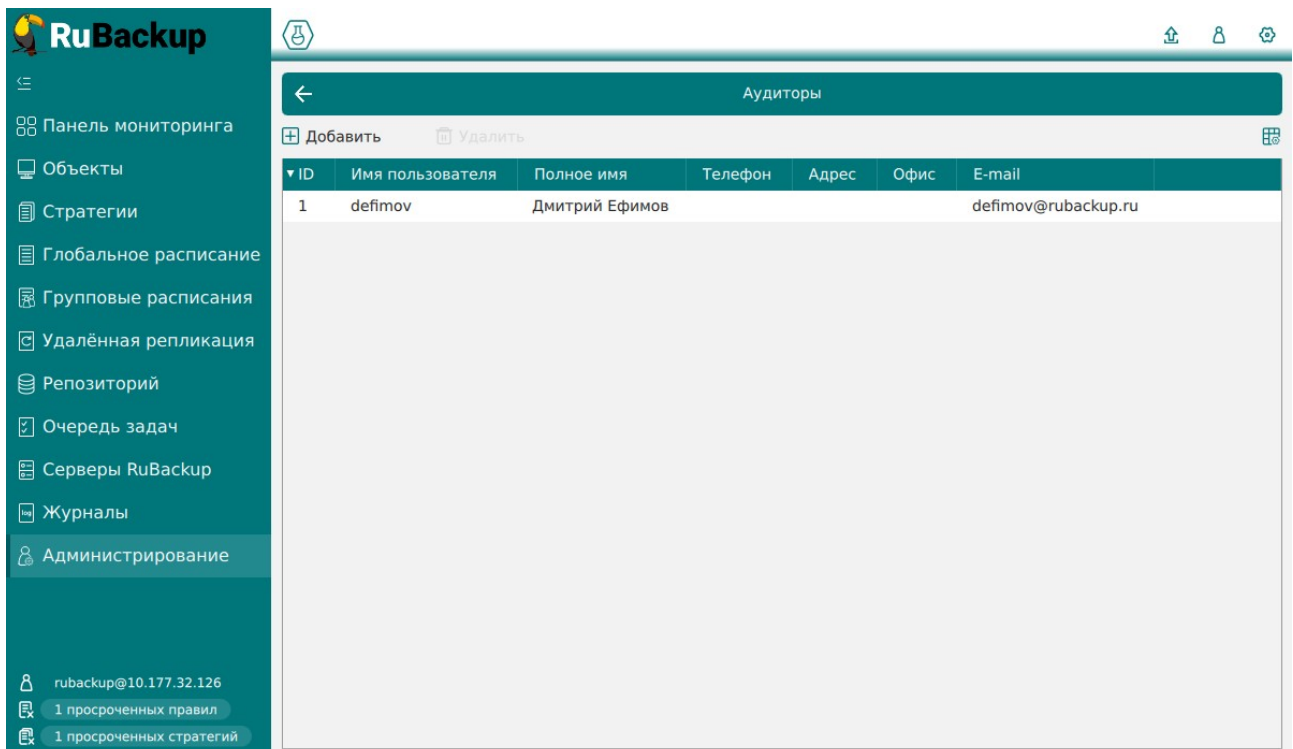 RuBackup
Панель мониторинга
Объекты
Стратегии
Глобальное расписание
Групповые расписания
Удалённая репликация
Репозиторий
Очередь задач
Серверы RuBackup
Журналы
Администрирование
rubackup@10.177.32.126
1 просроченных правил
1 просроченных стратегий
Аудиторы
Добавить Удалить
ID Имя пользователя Полное имя Телефон Адрес Офис E-mail
1 defimov Дмитрий Ефимов defimov@rubackup.ru